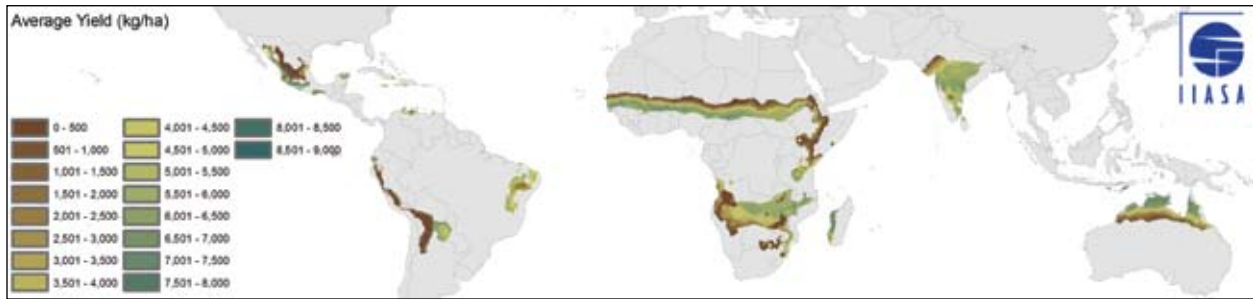 Average Yield (kg/ha)
0 - 500
501 - 1,000
1,001 - 1,500
1,501 - 2,000
2,001 - 2,500
2,501 - 3,000
3,001 - 3,500
3,501 - 4,000
4,001 - 4,500
4,501 - 5,000
5,001 - 5,500
5,501 - 6,000
6,001 - 6,500
6,501 - 7,000
7,001 - 7,500
7,501 - 8,000
8,001 - 8,500
8,501 - 9,000
IIASA